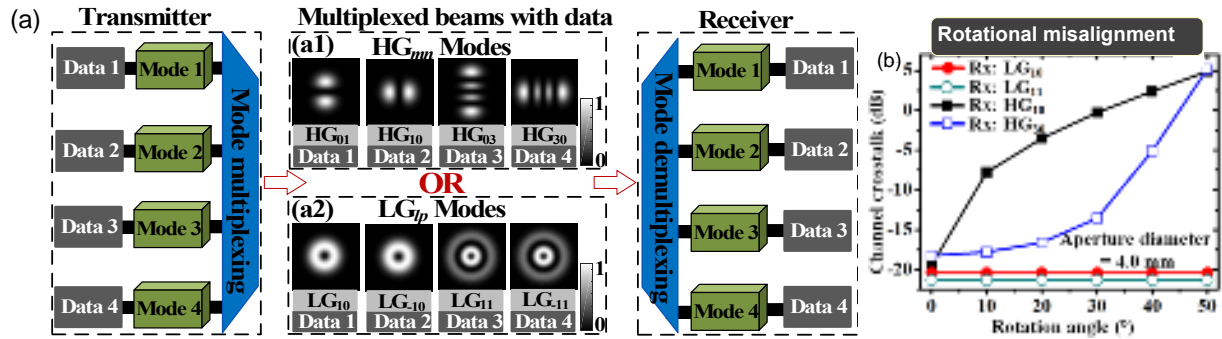 (a)
Transmitter
Data 1
Mode 1
Data 2
Mode 2
Data 3
Mode 3
Data 4
Mode 4
Mode multiplexing
Multiplexed beams with data
(a1)
HGmn Modes
HG01 HG10 HG03 HG30
Data 1 Data 2 Data 3 Data 4
1
0
OR
(a2)
LGlp Modes
LG10 LG-10 LG11 LG-11
Data 1 Data 2 Data 3 Data 4
1
0
Receiver
Mode demultiplexing
Mode 1
Data 1
Mode 2
Data 2
Mode 3
Data 3
Mode 4
Data 4
Rotational misalignment
(b)
Channel crosstalk (dB)
5
0
-5
-10
-15
-20
Rx: LG10
Rx: LG11
Rx: HG10
Aperture diameter
= 4.0 mm
0 10 20 30 40 50
Rotation angle (°)